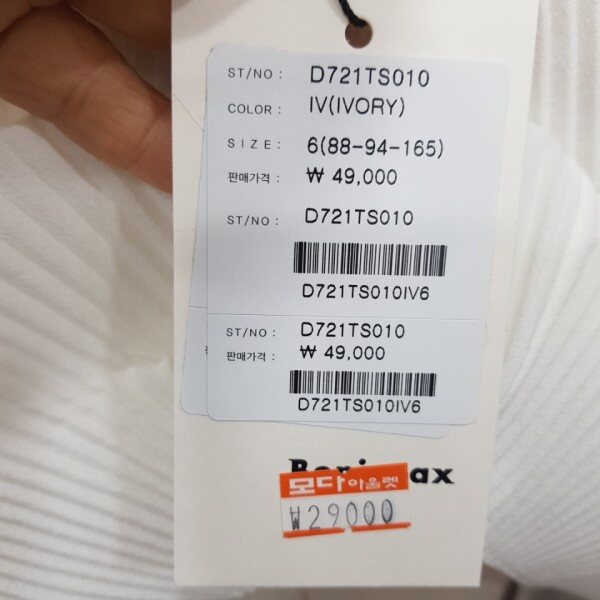 ST/NO : D721TS010
COLOR : IV(IVORY)
SIZE : 6(88-94-165)
판매가격 : ₩ 49,000
ST/NO : D721TS010
D721TS010IV6
ST/NO : D721TS010
판매가격 : ₩ 49,000
D721TS010IV6
모다아울렛
₩29000